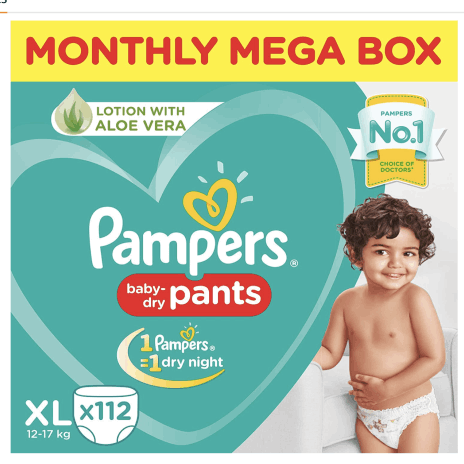 MONTHLY MEGA BOX
LOTION WITH
ALOE VERA
PAMPERS
No.1
CHOICE OF
DOCTORS*
Pampers®
baby-
dry pants
1 Pampers®
=1 dry night
XL x112
12-17 kg